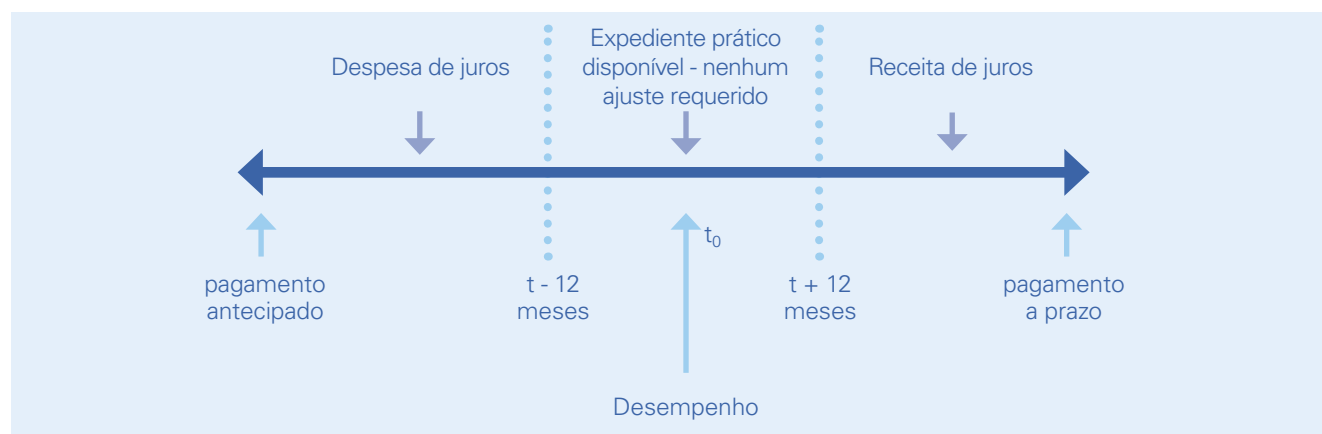 Despesa de juros
Expediente prático
disponível - nenhum
ajuste requerido
Receita de juros
t₀
pagamento
antecipado
t - 12
meses
t + 12
meses
pagamento
a prazo
Desempenho